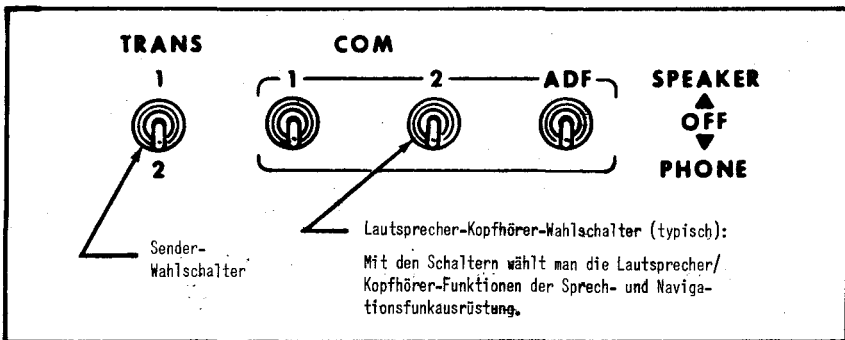 TRANS COM
1 1 2 ADF SPEAKER
OFF
2 PHONE
Sender-
Wahlschalter
Lautsprecher-Kopfhörer-Wahlschalter (typisch):
Mit den Schaltern wählt man die Lautsprecher/
Kopfhörer-Funktionen der Sprech- und Naviga-
tionsfunkausrüstung.